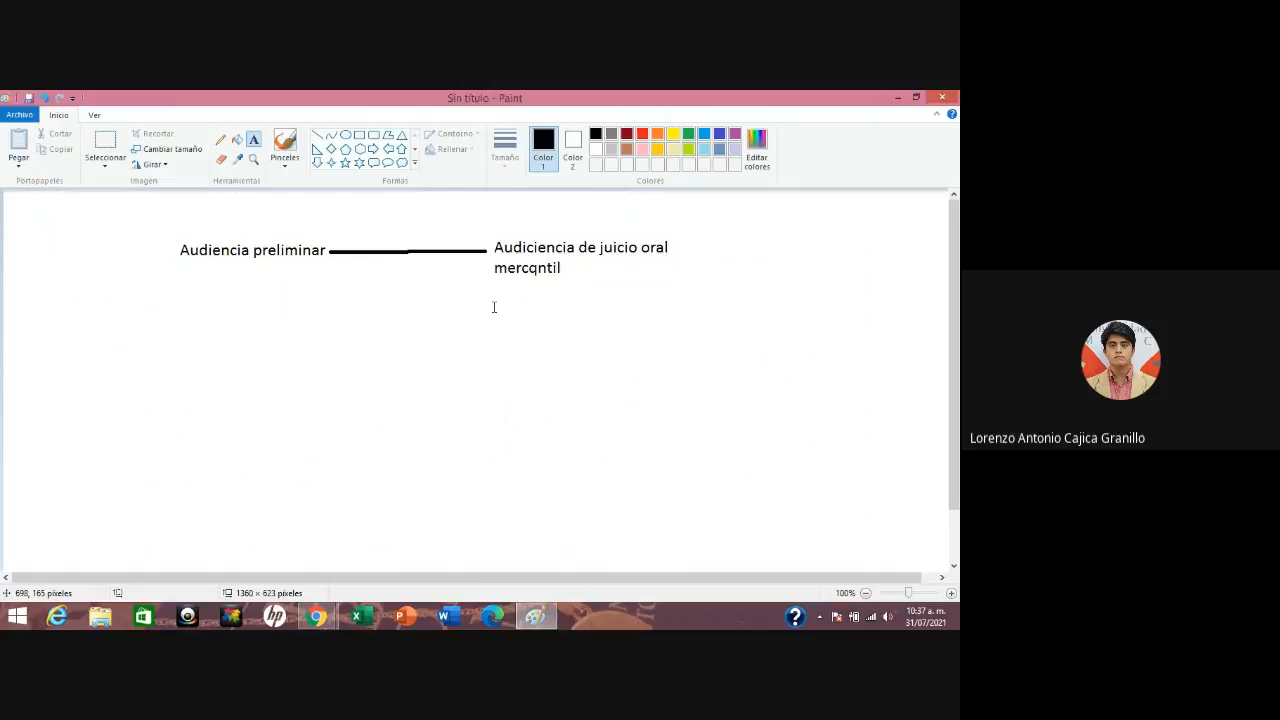 Sin título - Paint
Archivo Inicio Ver
Pegar
Cortar
Copiar
Portapapeles
Seleccionar
Recortar
Cambiar tamaño
Girar
Imagen
A
Herramientas
Pinceles
Contorno
Rellenar
Formas
Tamaño
Color 1
Color 2
Editar colores
Colores
Audiencia preliminar
Audiciencia de juicio oral
mercqntil
Lorenzo Antonio Cajica Granillo
698, 165 píxeles
1360 × 623 píxeles
100%
10:37 a. m.
31/07/2021